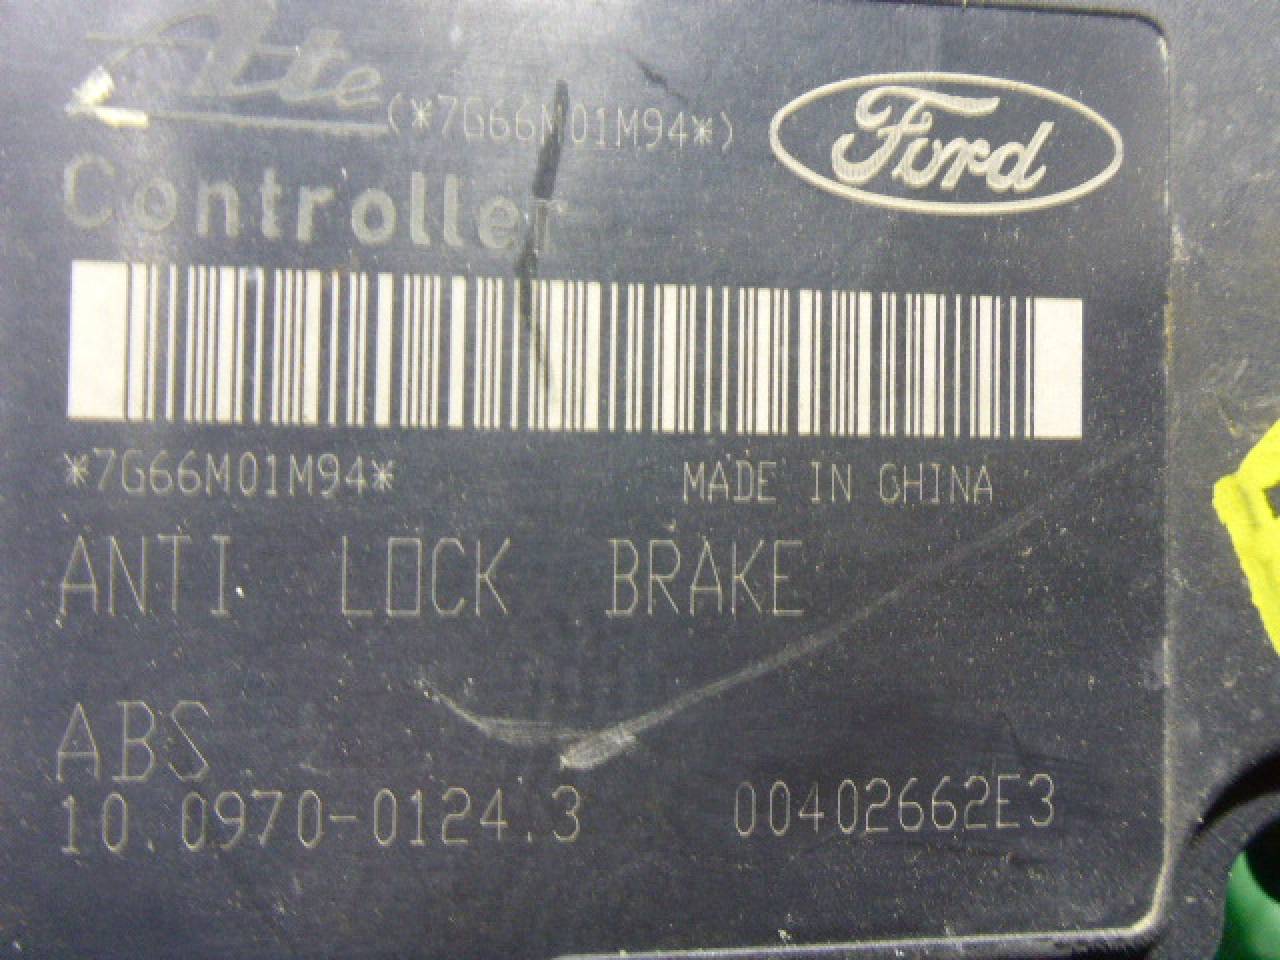 Ate
(*7G66M01M94*)
Ford
Controller
*7G66M01M94*
MADE IN CHINA
ANTI LOCK BRAKE
ABS
10.0970-0124.3
00402662E3